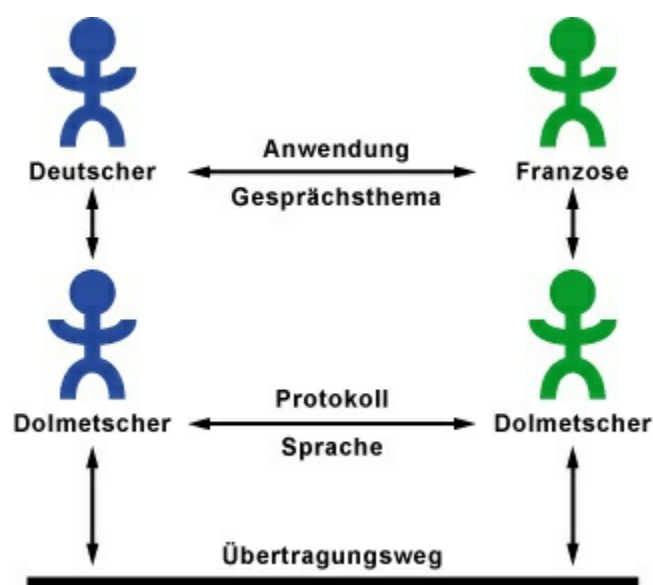 Anwendung
Deutscher
Franzose
Gesprächsthema
Protokoll
Dolmetscher
Dolmetscher
Sprache
Übertragungsweg